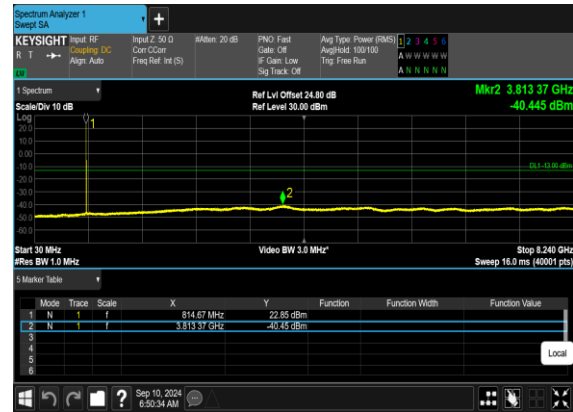 Spectrum Analyzer 1
Swept SA
+
KEYSIGHT Input: RF Input Z: 50 Ω #Atten: 20 dB PNO: Fast Avg Type: Power (RMS) 1 2 3 4 5 6
R T Coupling: DC Corr CCorr Gate: Off Avg|Hold: 100/100 A W W W W W
Align: Auto Freq Ref: Int (S) IF Gain: Low Trig: Free Run
Sig Track: Off A N N N N N
1 Spectrum Ref Lvl Offset 24.80 dB Mkr2 3.813 37 GHz
Scale/Div 10 dB Ref Level 30.00 dBm -40.445 dBm
Log
1
20.0
10.0
0.00
-10.0
DL1 -13.00 dBm
-20.0
-30.0
2
-40.0
-50.0
-60.0
Start 30 MHz Video BW 3.0 MHz* Stop 8.240 GHz
#Res BW 1.0 MHz Sweep 16.0 ms (40001 pts)
5 Marker Table
Mode Trace Scale X Y Function Function Width Function Value
1 N 1 f 814.67 MHz 22.85 dBm
2 N 1 f 3.813 37 GHz -40.45 dBm
3
4
5
6
Local
? Sep 10, 2024
6:50:34 AM